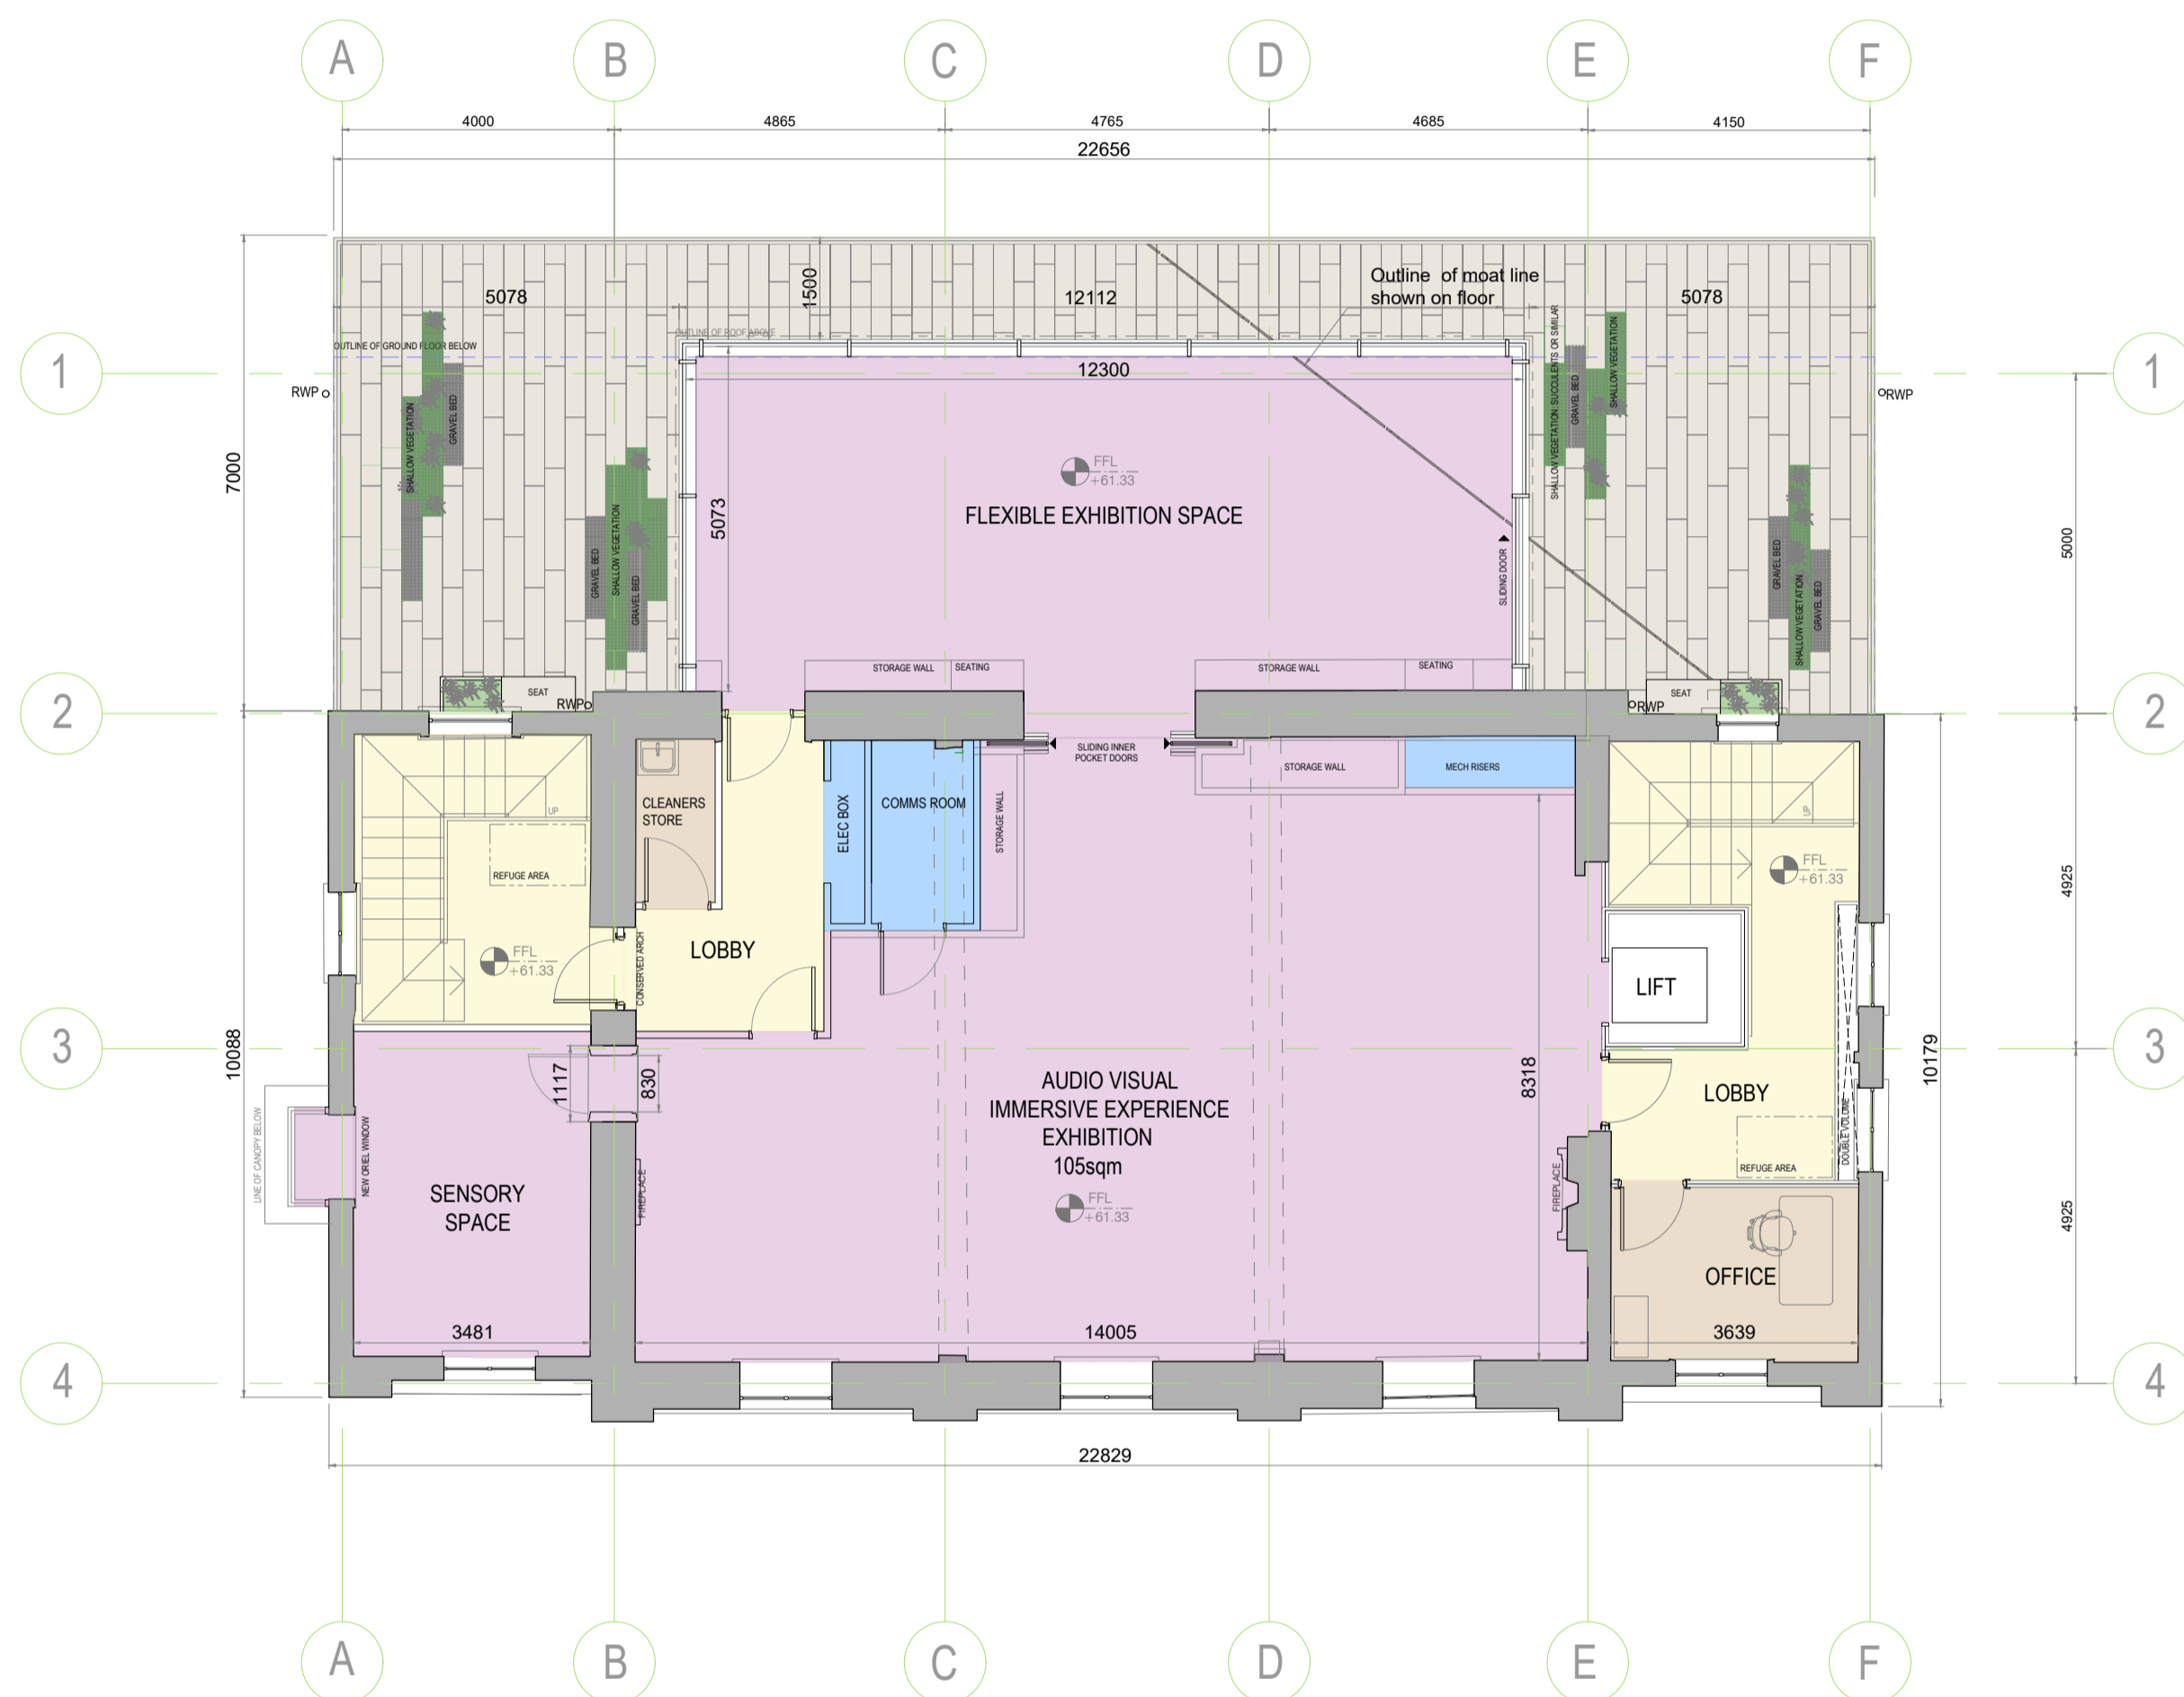 A B C D E F
4000 4865 4765 4685 4150
22656
Outline of moat line
shown on floor
5078 1500 12112 5078
OUTLINE OF ROOF ABOVE
OUTLINE OF GROUND FLOOR BELOW
1 1
12300
RWP RWP
SHALLOW VEGETATION
GRAVEL BED
SHALLOW VEGETATION SUCCULENTS OR SIMILAR
GRAVEL BED
SHALLOW VEGETATION
7000
5073
FFL
+61.33
FLEXIBLE EXHIBITION SPACE
5000
GRAVEL BED
SHALLOW VEGETATION
GRAVEL BED
SLIDING DOOR
GRAVEL BED
SHALLOW VEGETATION
GRAVEL BED
STORAGE WALL SEATING STORAGE WALL SEATING
SEAT SEAT
RWP RWP
2 2
SLIDING INNER
POCKET DOORS
STORAGE WALL MECH RISERS
CLEANERS
STORE
ELEC BOX
COMMS ROOM
STORAGE WALL
UP UP
REFUGE AREA
FFL
+61.33
4925
LOBBY
CONSERVED ARCH
FFL
+61.33
LIFT
3 3
10088
1117
830
8318
10179
AUDIO VISUAL
IMMERSIVE EXPERIENCE
EXHIBITION
105sqm
FFL
+61.33
LOBBY
DOUBLE VOLUME
REFUGE AREA
LINE OF CANOPY BELOW
NEW ORIEL WINDOW
SENSORY
SPACE
FIREPLACE
FIREPLACE
4925
OFFICE
3481 14005 3639
4 4
22829
A B C D E F